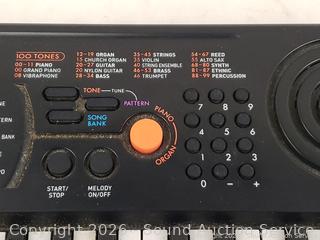 100 TONES
00-11 PIANO
00 GRAND PIANO
08 VIBRAPHONE
12-19 ORGAN
15 CHURCH ORGAN
20-27 GUITAR
20 NYLON GUITAR
28-34 BASS
35-45 STRINGS
35 VIOLIN
40 STRING ENSEMBLE
46-53 BRASS
46 TRUMPET
54-67 REED
55 ALTO SAX
68-80 SYNTH
81-87 ETHNIC
88-99 PERCUSSION
TONE TUNE
PATTERN
SONG
BANK
PIANO
ORGAN
7 8 9
4 5 6
1 2 3
0 - +
START/
STOP
MELODY
ON/OFF
BANK
Copyright 2026 - Sound Auction Service